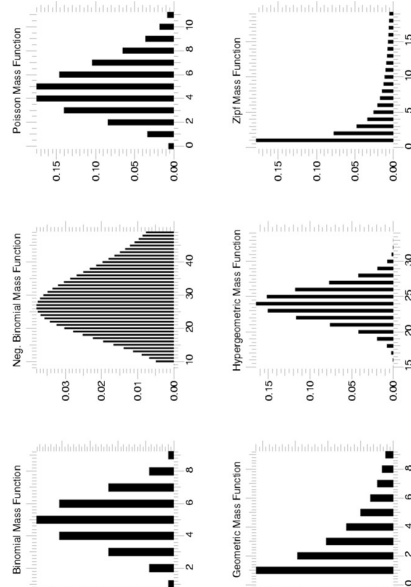 Binomial Mass Function
2 4 6 8
Neg. Binomial Mass Function
0.03
0.02
0.01
0.00
10 20 30 40
Poisson Mass Function
0.15
0.10
0.05
0.00
0 2 4 6 8 10
Geometric Mass Function
0 2 4 6 8
Hypergeometric Mass Function
0.15
0.10
0.05
0.00
15 20 25 30
Zipf Mass Function
0.15
0.10
0.05
0.00
0 5 10 15